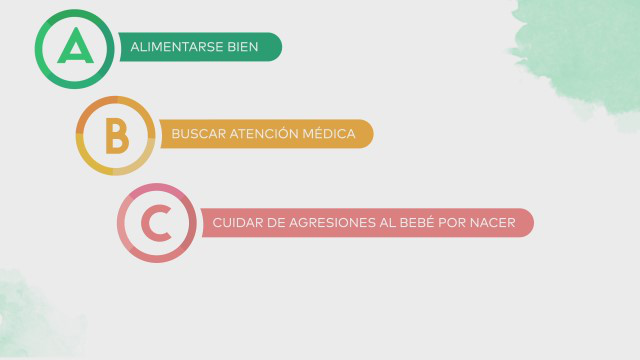 A ALIMENTARSE BIEN
B BUSCAR ATENCIÓN MÉDICA
C CUIDAR DE AGRESIONES AL BEBÉ POR NACER